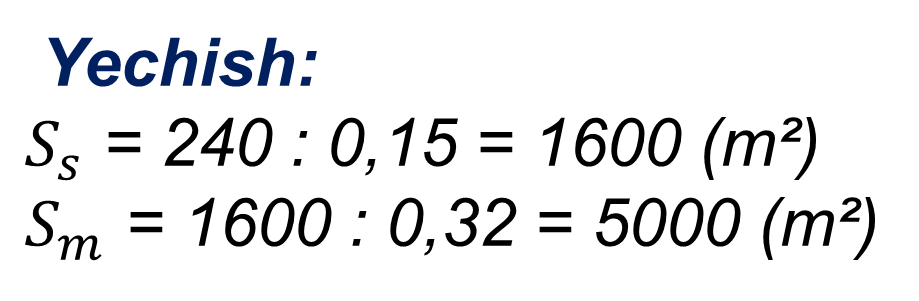 Yechish:
Sₛ = 240 : 0,15 = 1600 (m²)
Sₘ = 1600 : 0,32 = 5000 (m²)